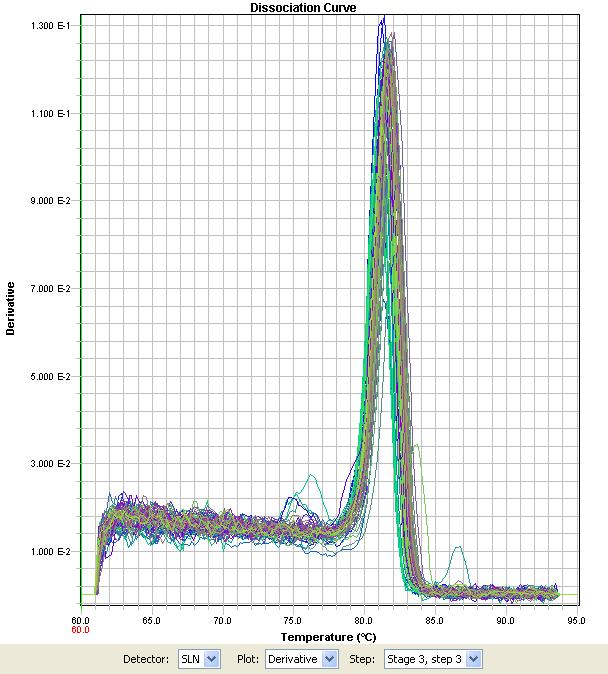 Dissociation Curve
1.300 E-1
1.100 E-1
9.000 E-2
7.000 E-2
5.000 E-2
3.000 E-2
1.000 E-2
Derivative
60.0 65.0 70.0 75.0 80.0 85.0 90.0 95.0
60.0
Temperature (°C)
Detector: SLN Plot: Derivative Step: Stage 3, step 3